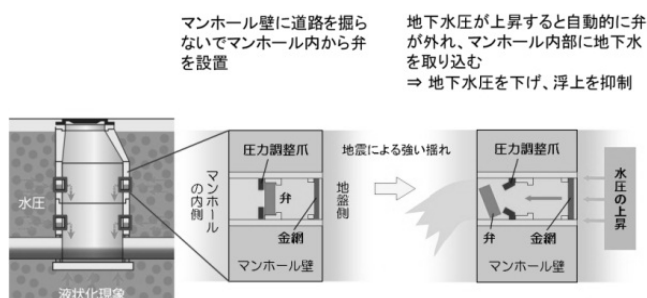 マンホール壁に道路を掘ら
ないでマンホール内から弁
を設置
地下水圧が上昇すると自動的に弁
が外れ、マンホール内部に地下水
を取り込む
⇒ 地下水圧を下げ、浮上を抑制
水圧
液状化現象
マンホール
の内側
圧力調整爪
弁
金網
マンホール壁
地盤側
地震による強い揺れ
圧力調整爪
弁
金網
マンホール壁
水圧の上昇